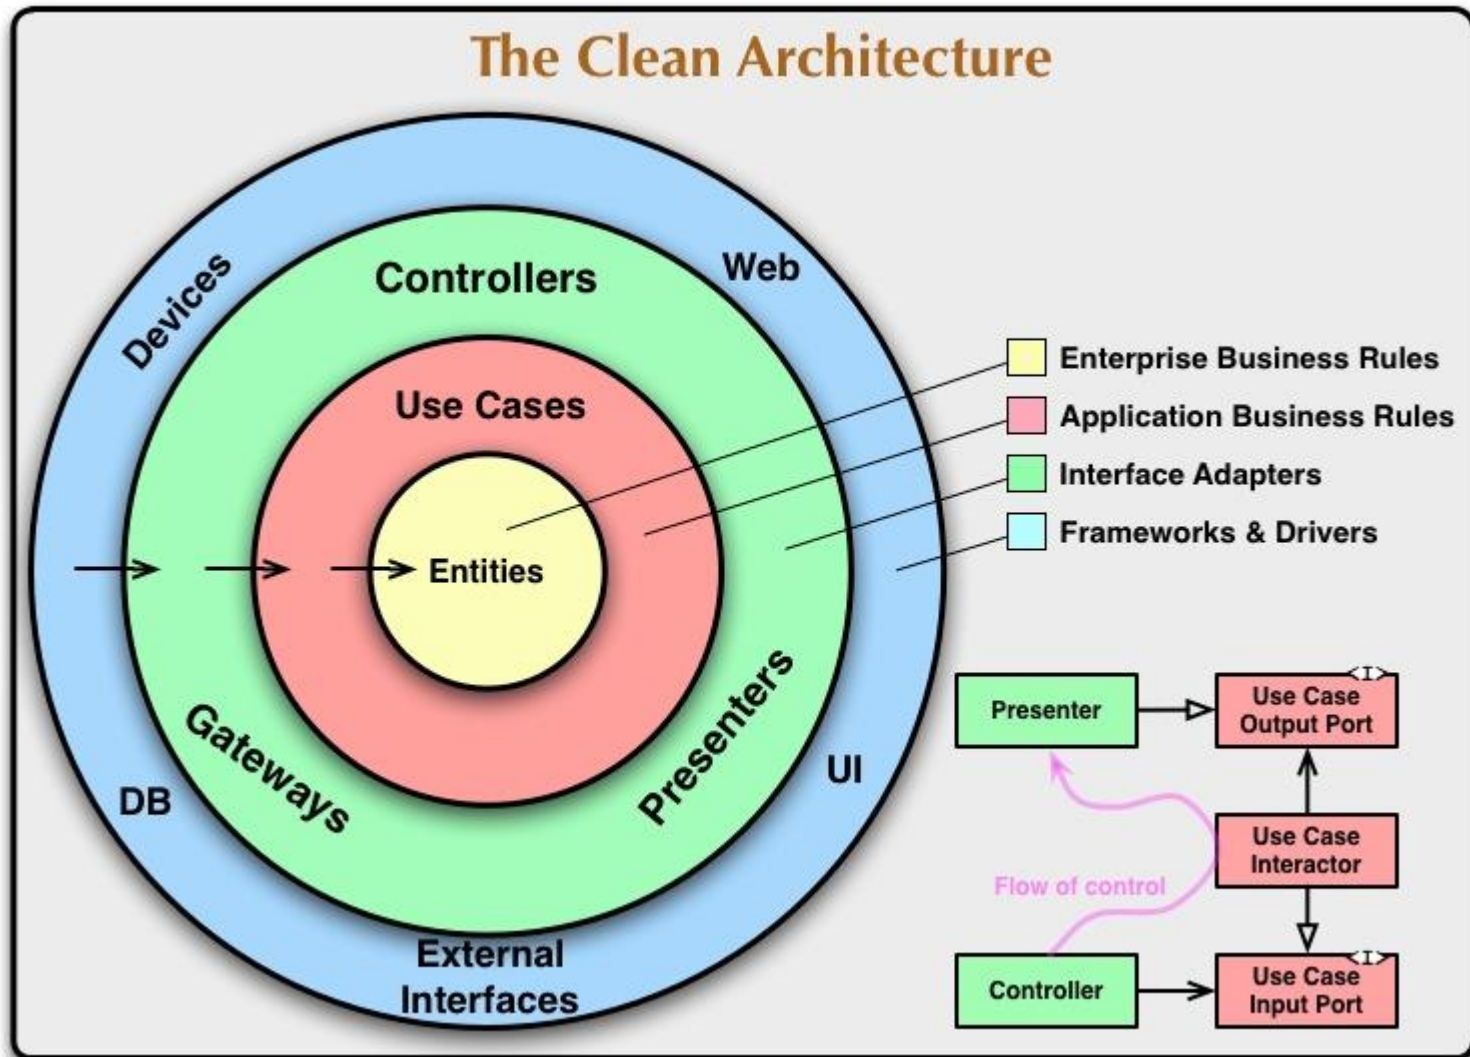 The Clean Architecture
Devices
Web
Controllers
Use Cases
Entities
Gateways
Presenters
DB
UI
External
Interfaces
Enterprise Business Rules
Application Business Rules
Interface Adapters
Frameworks & Drivers
Presenter
<I>
Use Case
Output Port
Use Case
Interactor
Flow of control
Controller
<I>
Use Case
Input Port